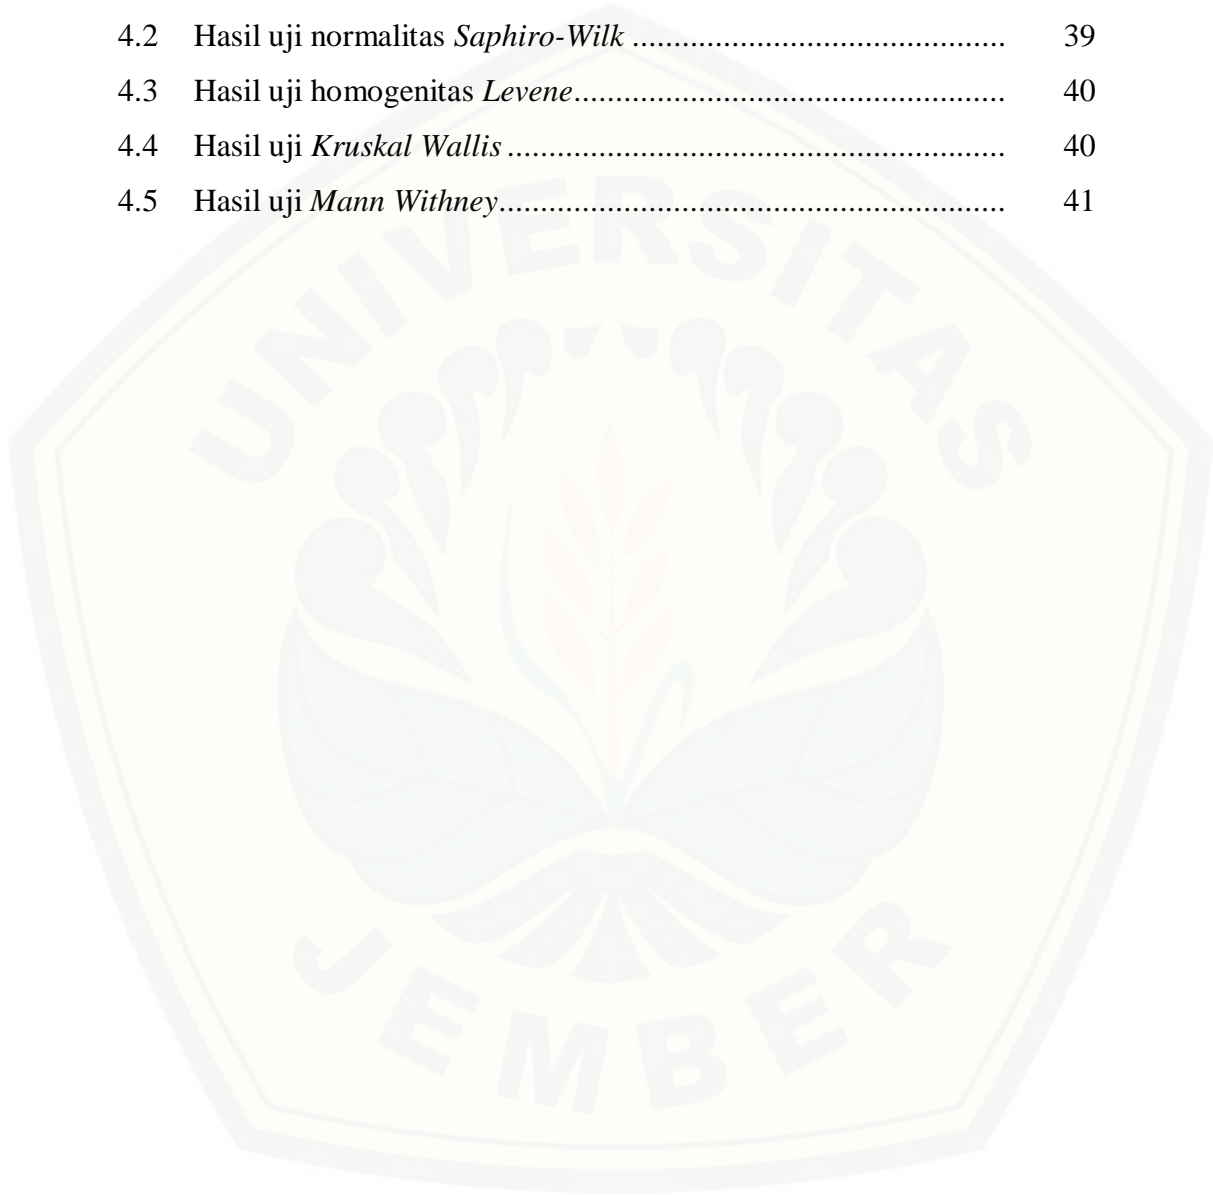 4.2 Hasil uji normalitas Saphiro-Wilk ............................................. 39
4.3 Hasil uji homogenitas Levene.................................................... 40
4.4 Hasil uji Kruskal Wallis ............................................................ 40
4.5 Hasil uji Mann Withney............................................................. 41
UNIVERSITAS
JEMBER